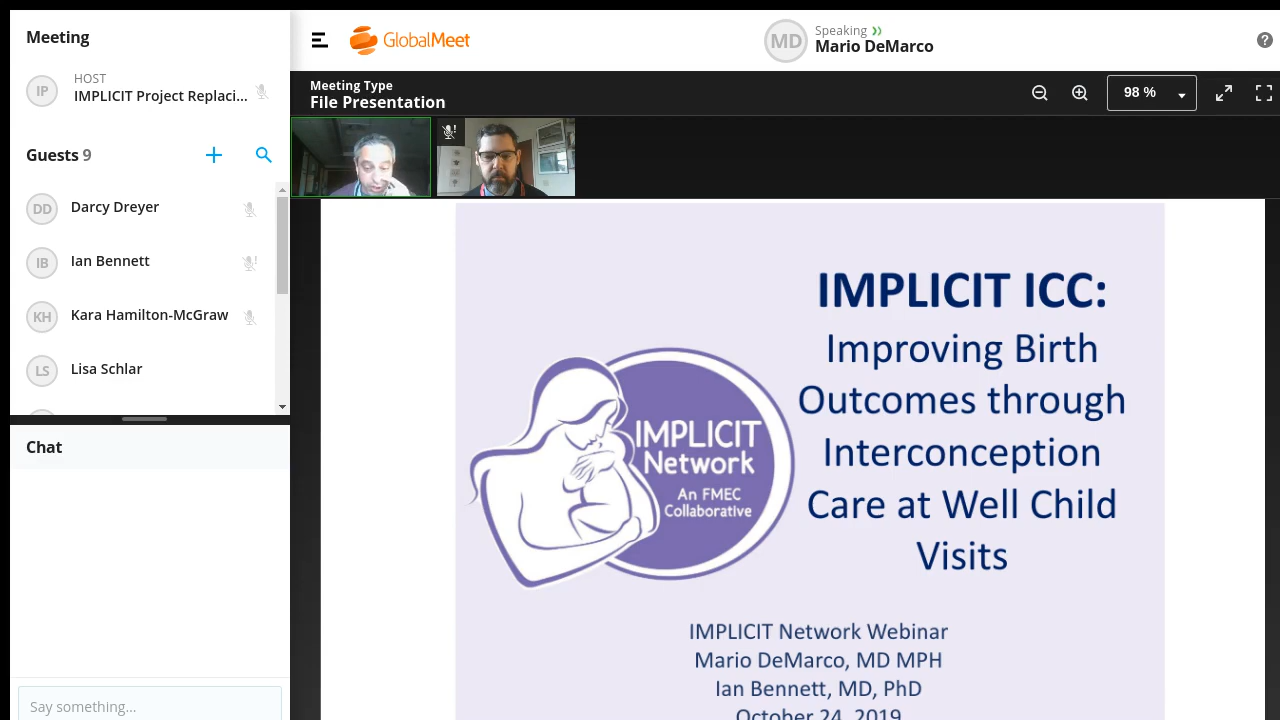 Meeting
IP
HOST
IMPLICIT Project Replaci...
Guests 9
DD
Darcy Dreyer
IB
Ian Bennett
KH
Kara Hamilton-McGraw
LS
Lisa Schlar
Chat
Say something...
GlobalMeet
MD
Speaking
Mario DeMarco
Meeting Type
File Presentation
98 %
IMPLICIT ICC:
Improving Birth
Outcomes through
Interconception
Care at Well Child
Visits
IMPLICIT
Network
An FMEC
Collaborative
IMPLICIT Network Webinar
Mario DeMarco, MD MPH
Ian Bennett, MD, PhD
October 24, 2019